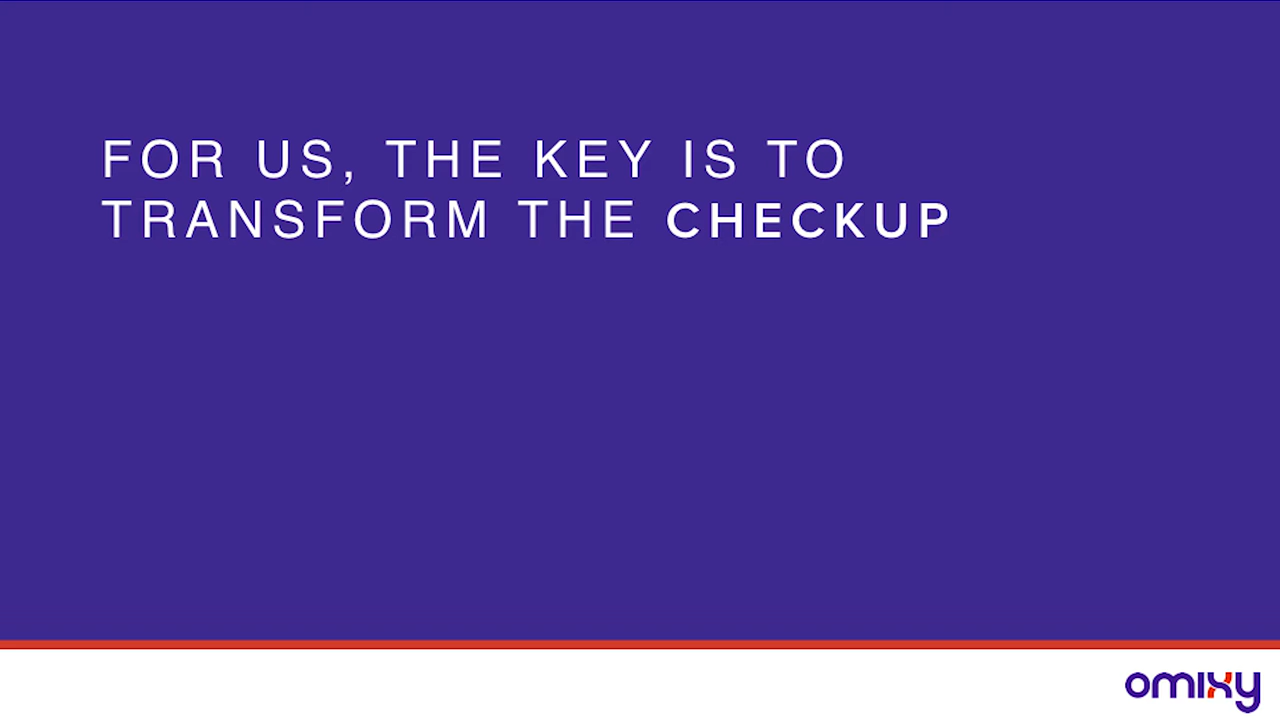 FOR US, THE KEY IS TO
TRANSFORM THE CHECKUP
omixy